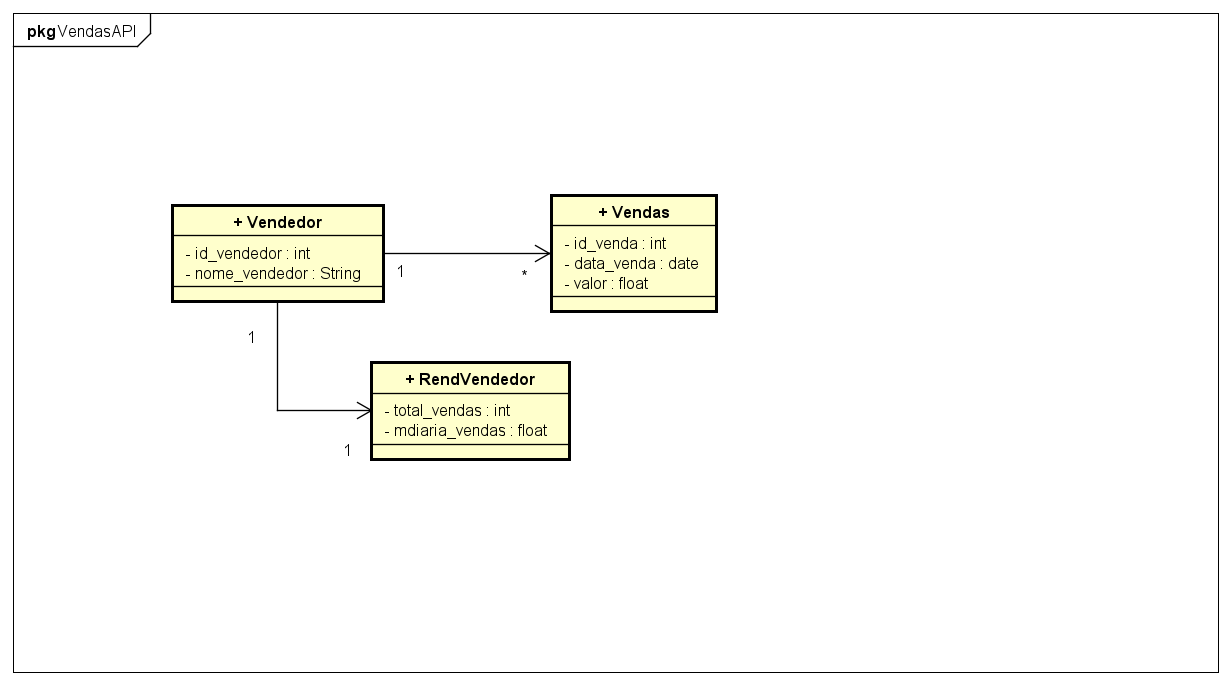 pkg VendasAPI
+ Vendedor
- id_vendedor : int
- nome_vendedor : String
1
*
+ Vendas
- id_venda : int
- data_venda : date
- valor : float
1
1
+ RendVendedor
- total_vendas : int
- mdiaria_vendas : float